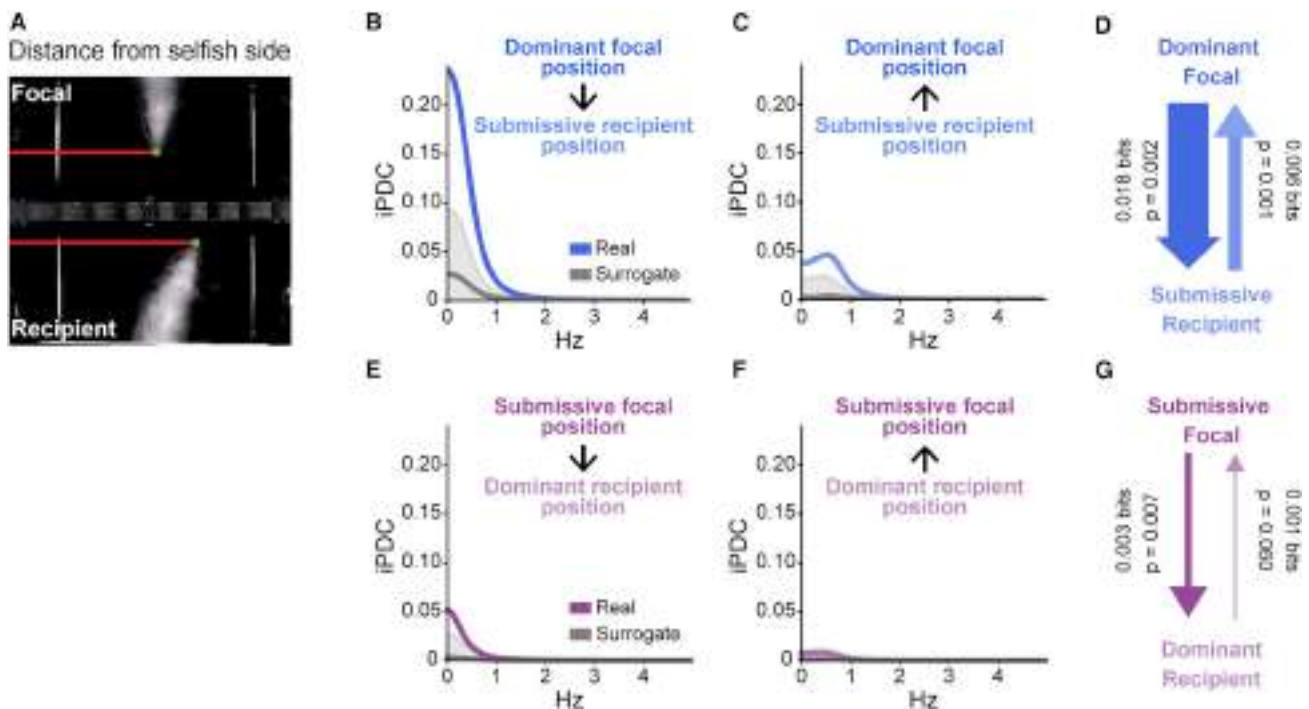 A
Distance from selfish side
Focal
Recipient
B
Dominant focal
position
Submissive recipient
position
iPDC
0.20
0.15
0.10
0.05
0
Real
Surrogate
0 1 2 3 4
Hz
C
Dominant focal
position
Submissive recipient
position
iPDC
0.20
0.15
0.10
0.05
0
0 1 2 3 4
Hz
D
Dominant
Focal
0.018 bits
p = 0.002
0.006 bits
p = 0.001
Submissive
Recipient
E
Submissive focal
position
Dominant recipient
position
iPDC
0.20
0.15
0.10
0.05
0
Real
Surrogate
0 1 2 3 4
Hz
F
Submissive focal
position
Dominant recipient
position
iPDC
0.20
0.15
0.10
0.05
0
0 1 2 3 4
Hz
G
Submissive
Focal
0.003 bits
p = 0.007
0.001 bits
p = 0.060
Dominant
Recipient